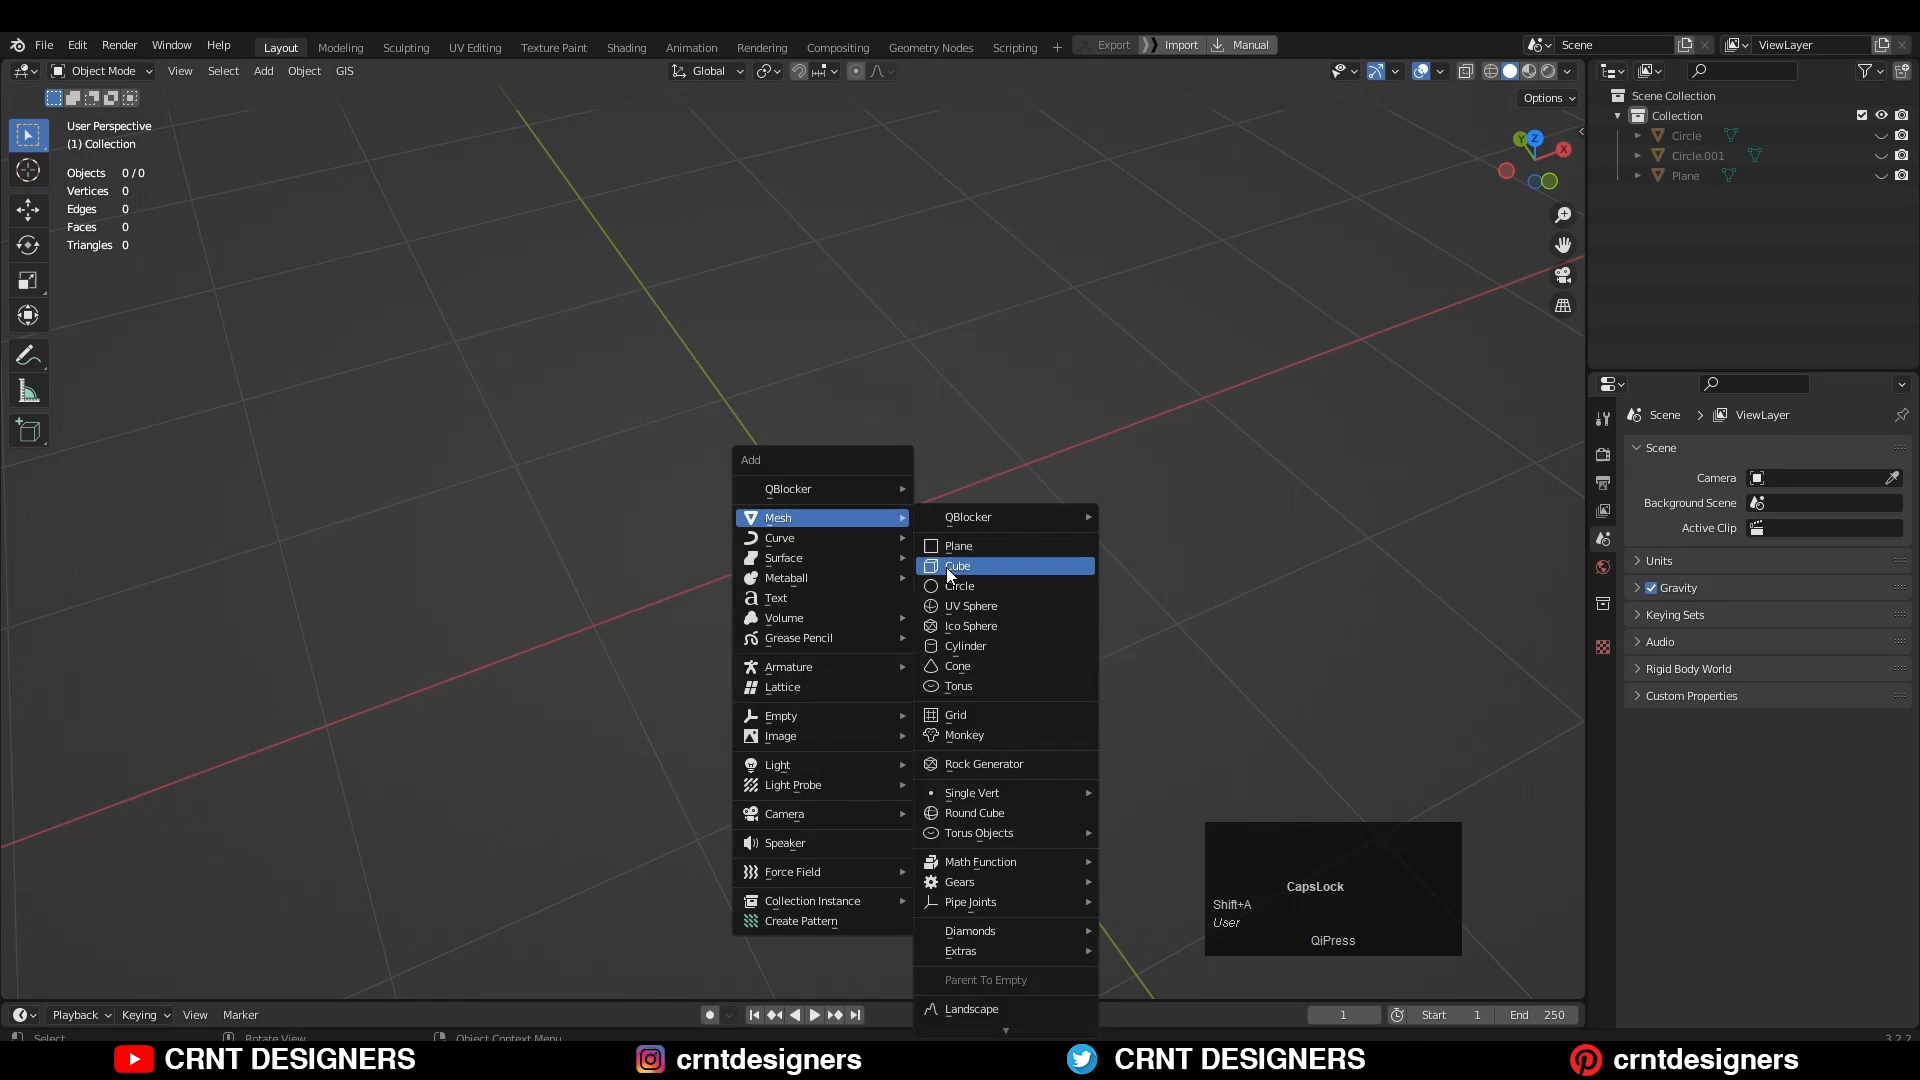 File Edit Render Window Help Layout Modeling Sculpting UV Editing Texture Paint Shading Animation Rendering Compositing Geometry Nodes Scripting + Export Import Manual Scene ViewLayer
Object Mode View Select Add Object GIS Global
Options
User Perspective
(1) Collection
Objects 0 / 0
Vertices 0
Edges 0
Faces 0
Triangles 0
Y Z X
Scene Collection
Collection
Circle
Circle.001
Plane
Scene > ViewLayer
Scene
Camera
Background Scene
Active Clip
Units
Gravity
Keying Sets
Audio
Rigid Body World
Custom Properties
Add
QBlocker
Mesh
Curve
Surface
Metaball
Text
Volume
Grease Pencil
Armature
Lattice
Empty
Image
Light
Light Probe
Camera
Speaker
Force Field
Collection Instance
Create Pattern
QBlocker
Plane
Cube
Circle
UV Sphere
Ico Sphere
Cylinder
Cone
Torus
Grid
Monkey
Rock Generator
Single Vert
Round Cube
Torus Objects
Math Function
Gears
Pipe Joints
Diamonds
Extras
Parent To Empty
Landscape
CapsLock
Shift+A
User
QiPress
Playback Keying View Marker 1 Start 1 End 250
Select Rotate View Object Context Menu 3.2.2
CRNT DESIGNERS crntdesigners CRNT DESIGNERS crntdesigners